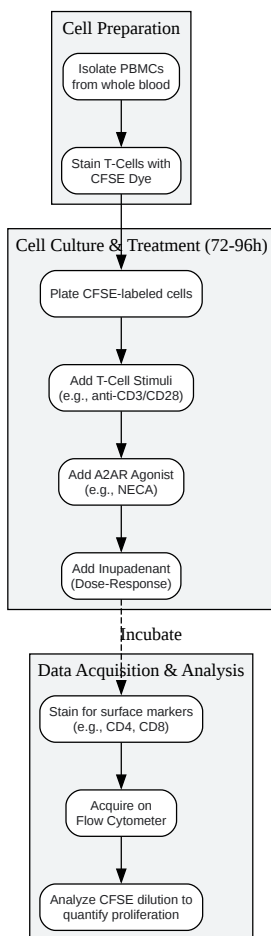 Cell Preparation
Isolate PBMCs
from whole blood
Stain T-Cells with
CFSE Dye
Cell Culture & Treatment (72-96h)
Plate CFSE-labeled cells
Add T-Cell Stimuli
(e.g., anti-CD3/CD28)
Add A2AR Agonist
(e.g., NECA)
Add Inupadenant
(Dose-Response)
Incubate
Data Acquisition & Analysis
Stain for surface markers
(e.g., CD4, CD8)
Acquire on
Flow Cytometer
Analyze CFSE dilution to
quantify proliferation